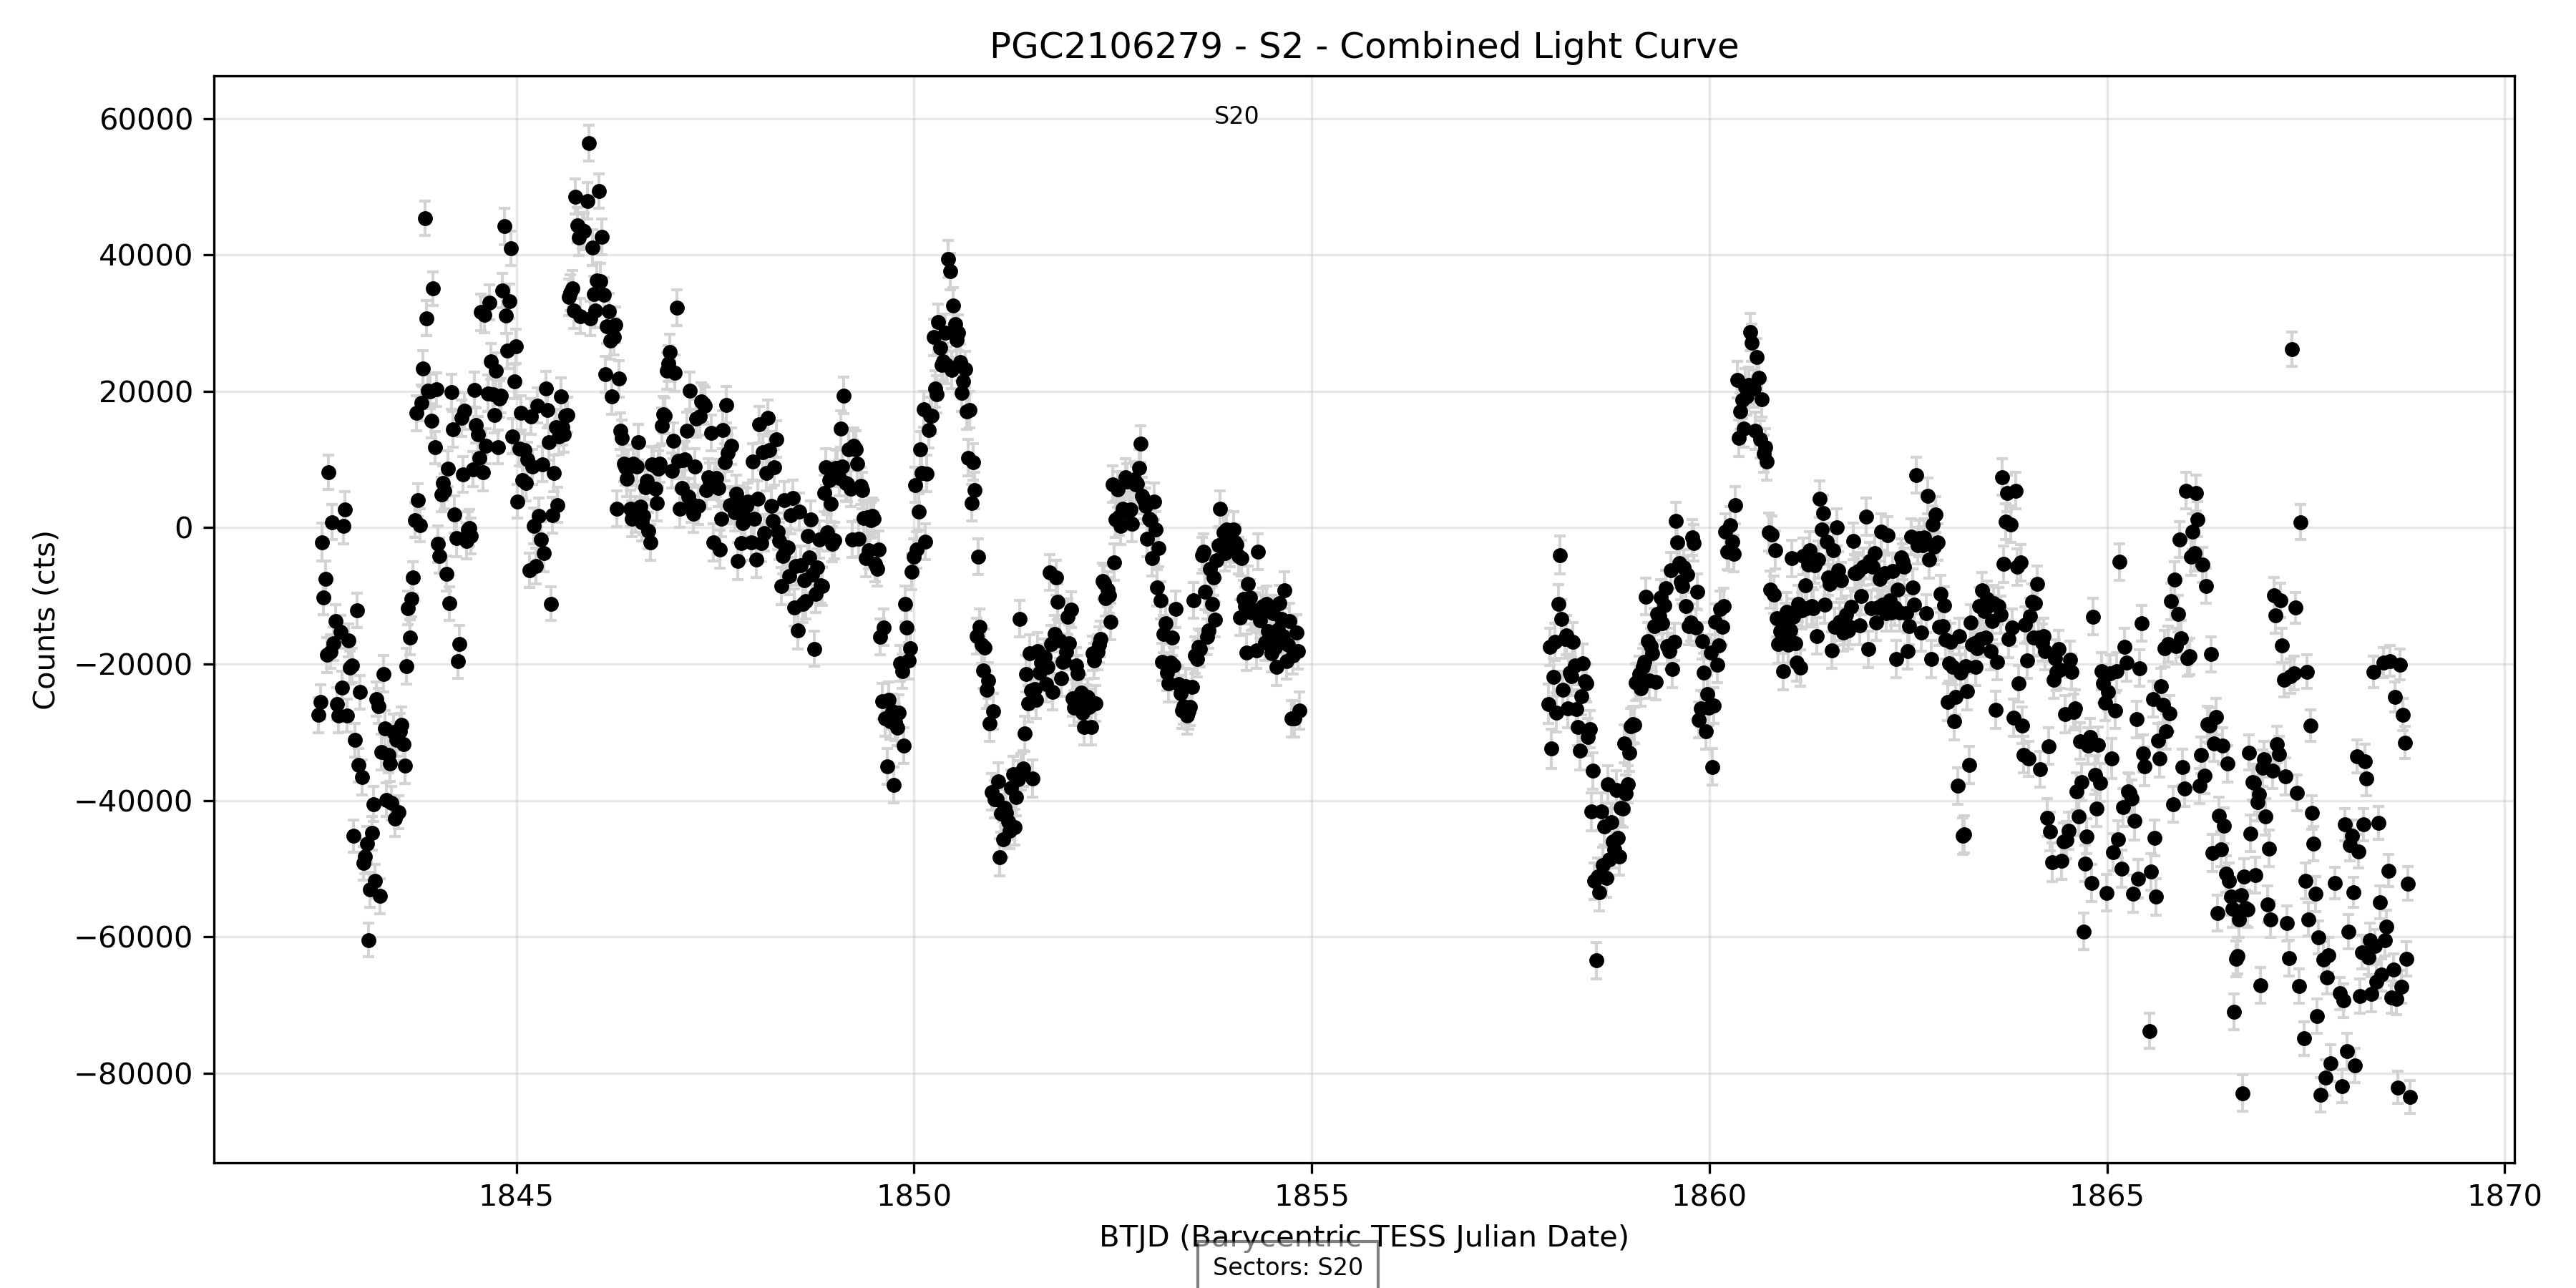 PGC2106279 - S2 - Combined Light Curve
S20
60000
40000
20000
0
−20000
−40000
−60000
−80000
Counts (cts)
1845 1850 1855 1860 1865 1870
BTJD (Barycentric TESS Julian Date)
Sectors: S20